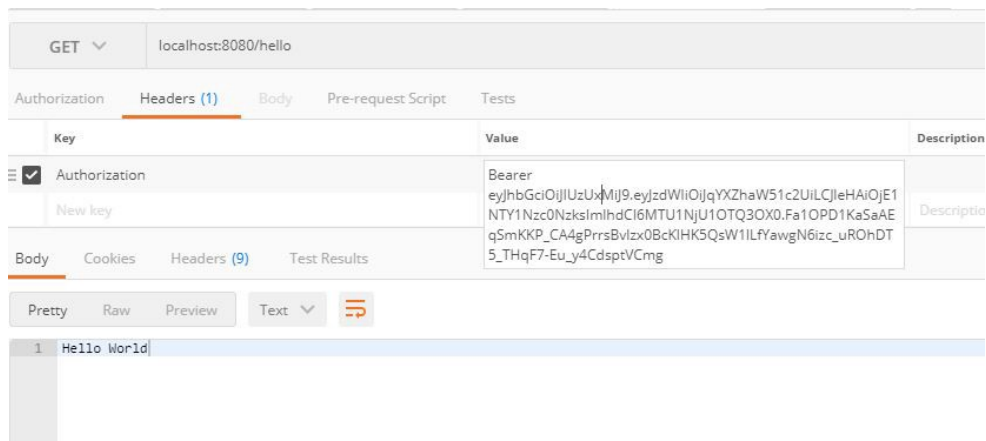 GET localhost:8080/hello
Authorization Headers (1) Body Pre-request Script Tests
Key Value Description
Authorization Bearer
eyJhbGciOiJIUzUxMiJ9.eyJzdWIiOiJqYXZhaW51c2UiLCJleHAiOjE1
NTY1Nzc0NzksImlhdCI6MTU1NjU1OTQ3OX0.Fa1OPD1KaSaAE
qSmKKP_CA4gPrrsBvlzx0BcKlHK5QsW1ILfYawgN6izc_uROhDT
5_THqF7-Eu_y4CdsptVCmg
New key Descriptio
Body Cookies Headers (9) Test Results
Pretty Raw Preview Text
1 Hello World